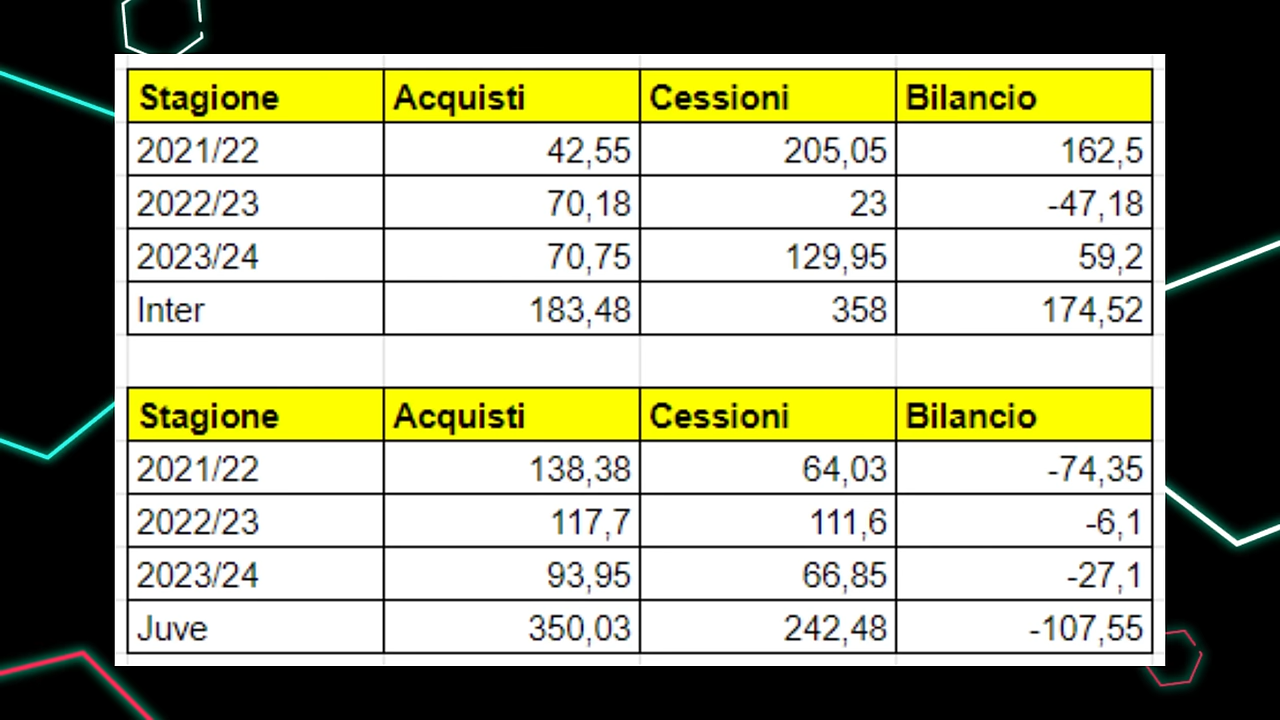 Stagione Acquisti Cessioni Bilancio
2021/22 42,55 205,05 162,5
2022/23 70,18 23 -47,18
2023/24 70,75 129,95 59,2
Inter 183,48 358 174,52
Stagione Acquisti Cessioni Bilancio
2021/22 138,38 64,03 -74,35
2022/23 117,7 111,6 -6,1
2023/24 93,95 66,85 -27,1
Juve 350,03 242,48 -107,55